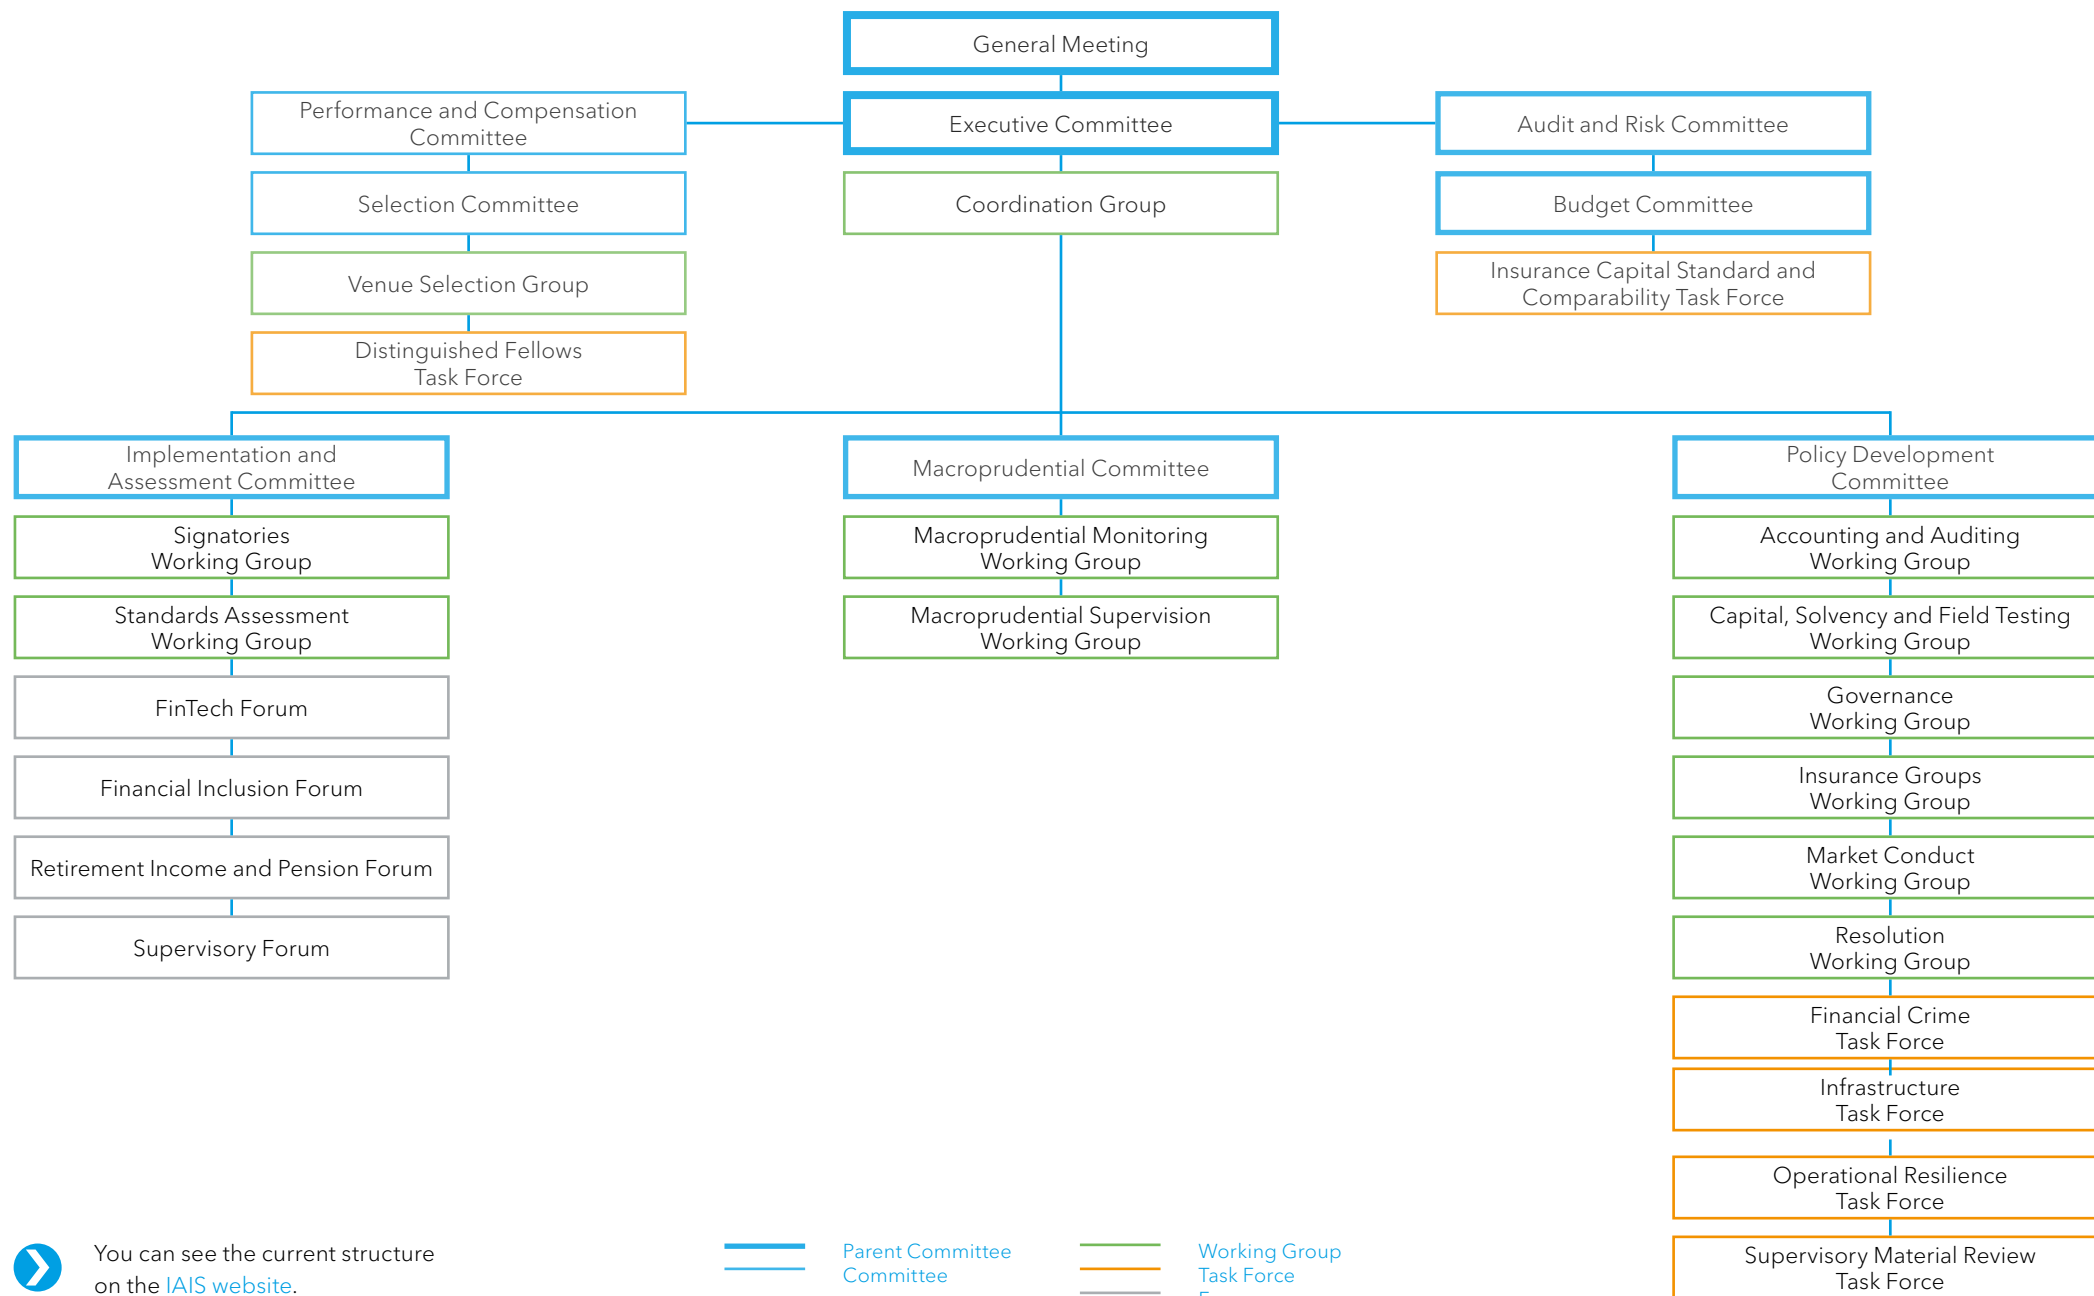 General Meeting
Performance and Compensation
Committee
Executive Committee
Audit and Risk Committee
Selection Committee
Coordination Group
Budget Committee
Venue Selection Group
Insurance Capital Standard and
Comparability Task Force
Distinguished Fellows
Task Force
Implementation and
Assessment Committee
Signatories
Working Group
Standards Assessment
Working Group
FinTech Forum
Financial Inclusion Forum
Retirement Income and Pension Forum
Supervisory Forum
Macroprudential Committee
Macroprudential Monitoring
Working Group
Macroprudential Supervision
Working Group
Policy Development
Committee
Accounting and Auditing
Working Group
Capital, Solvency and Field Testing
Working Group
Governance
Working Group
Insurance Groups
Working Group
Market Conduct
Working Group
Resolution
Working Group
Financial Crime
Task Force
Infrastructure
Task Force
Operational Resilience
Task Force
Supervisory Material Review
Task Force
You can see the current structure
on the IAIS website.
Parent Committee
Committee
Working Group
Task Force